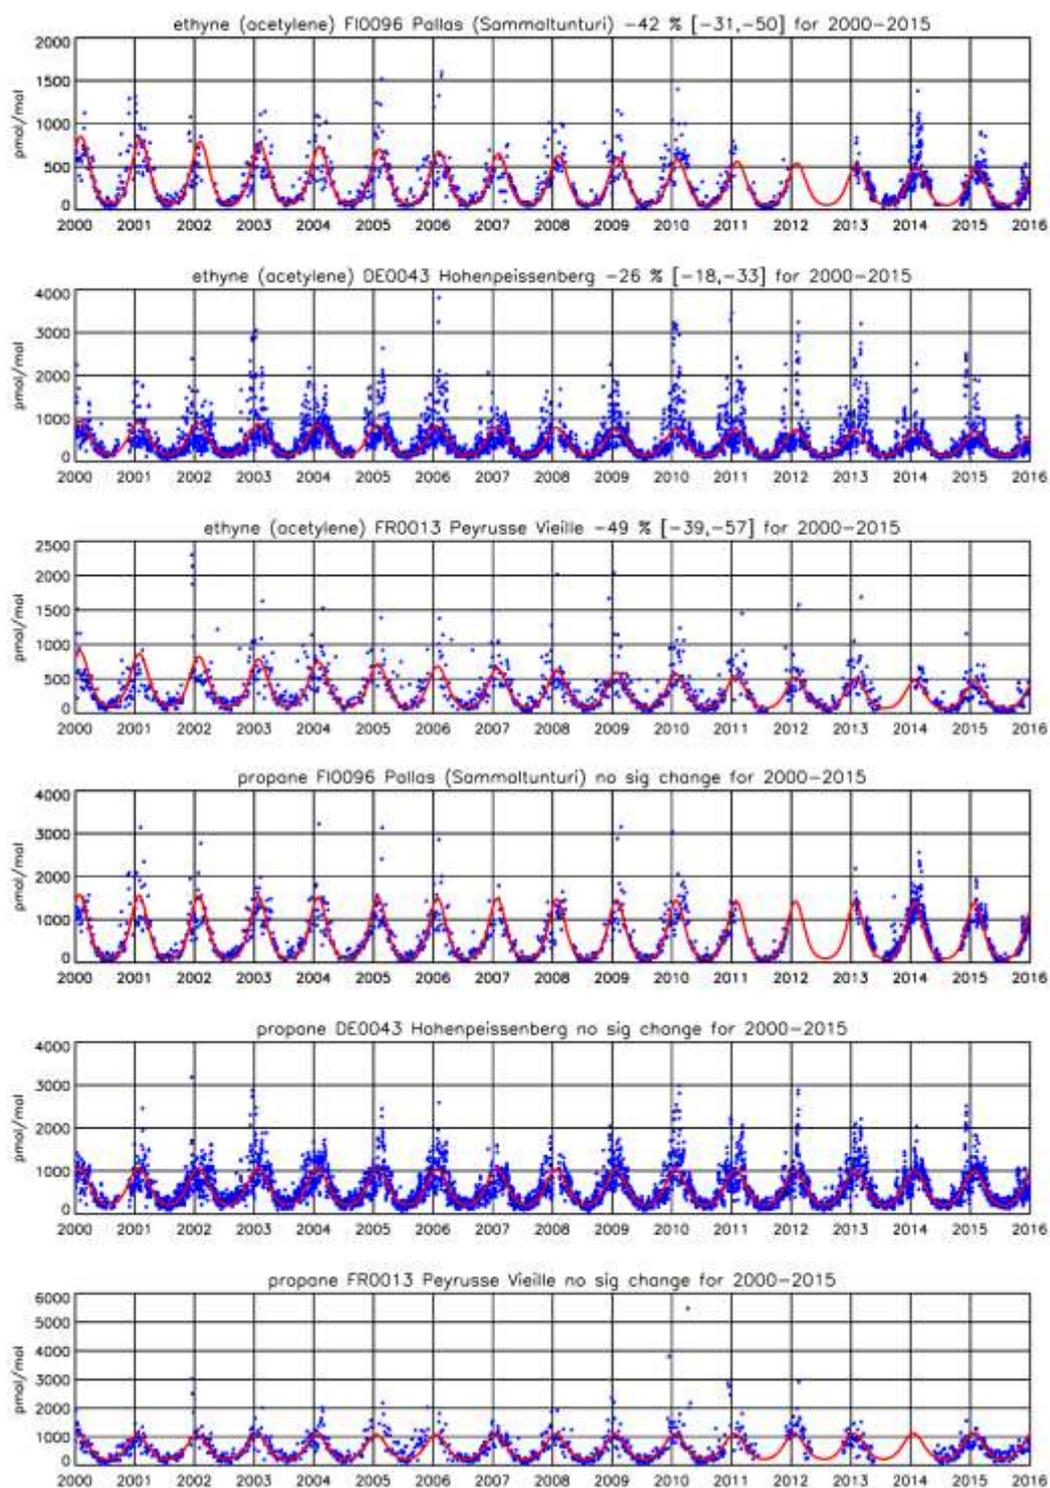 ethyne (acetylene) FI0096 Pallas (Sammaltunturi) −42 % [−31,−50] for 2000−2015
2000
1500
1000
500
0
pmol/mol
2000 2001 2002 2003 2004 2005 2006 2007 2008 2009 2010 2011 2012 2013 2014 2015 2016
ethyne (acetylene) DE0043 Hohenpeissenberg −26 % [−18,−33] for 2000−2015
4000
3000
2000
1000
0
pmol/mol
2000 2001 2002 2003 2004 2005 2006 2007 2008 2009 2010 2011 2012 2013 2014 2015 2016
ethyne (acetylene) FR0013 Peyrusse Vieille −49 % [−39,−57] for 2000−2015
2500
2000
1500
1000
500
0
pmol/mol
2000 2001 2002 2003 2004 2005 2006 2007 2008 2009 2010 2011 2012 2013 2014 2015 2016
propane FI0096 Pallas (Sammaltunturi) no sig change for 2000−2015
4000
3000
2000
1000
0
pmol/mol
2000 2001 2002 2003 2004 2005 2006 2007 2008 2009 2010 2011 2012 2013 2014 2015 2016
propane DE0043 Hohenpeissenberg no sig change for 2000−2015
4000
3000
2000
1000
0
pmol/mol
2000 2001 2002 2003 2004 2005 2006 2007 2008 2009 2010 2011 2012 2013 2014 2015 2016
propane FR0013 Peyrusse Vieille no sig change for 2000−2015
6000
5000
4000
3000
2000
1000
0
pmol/mol
2000 2001 2002 2003 2004 2005 2006 2007 2008 2009 2010 2011 2012 2013 2014 2015 2016